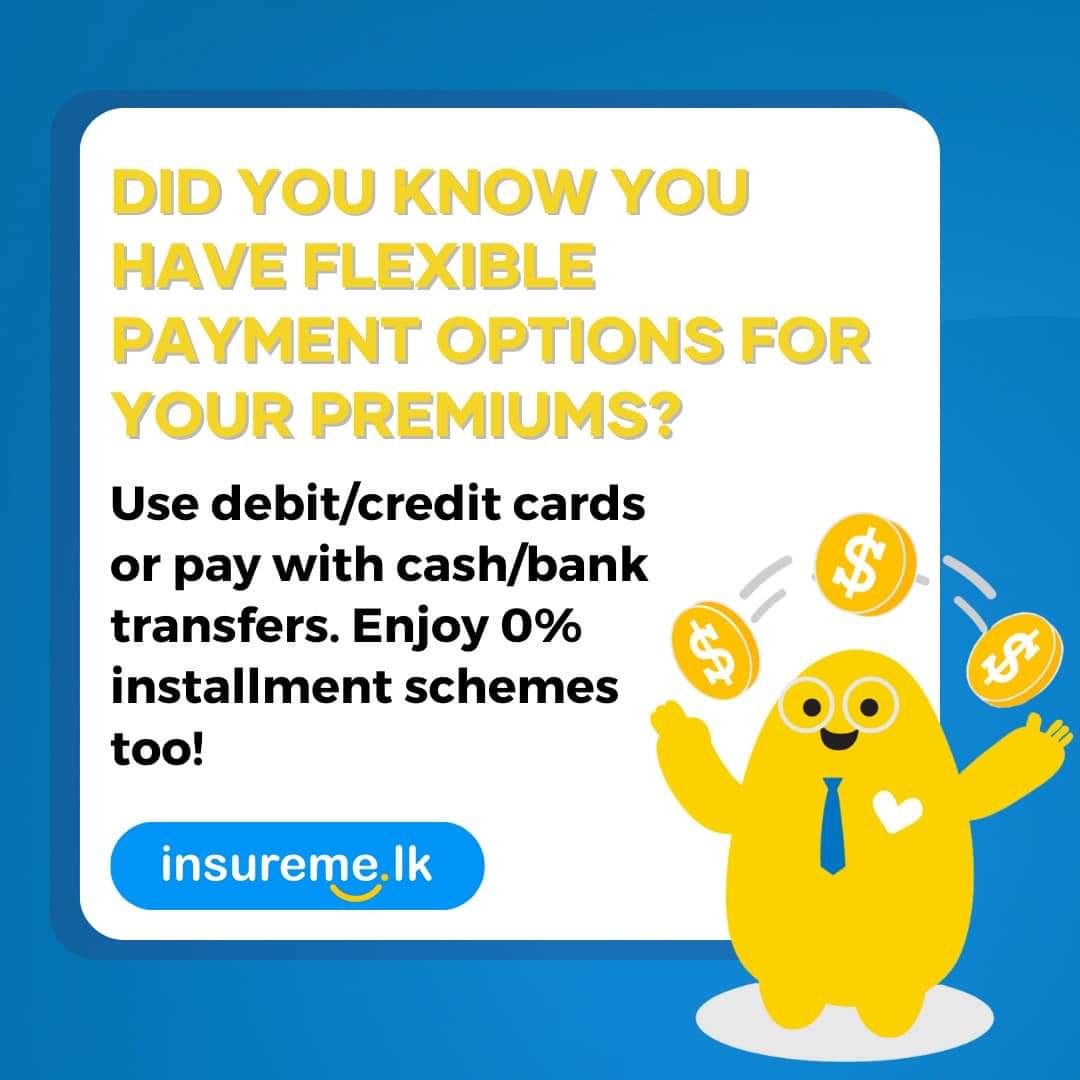 DID YOU KNOW YOU
HAVE FLEXIBLE
PAYMENT OPTIONS FOR
YOUR PREMIUMS?
Use debit/credit cards
or pay with cash/bank
transfers. Enjoy 0%
installment schemes
too!
$
$
$
insureme.lk